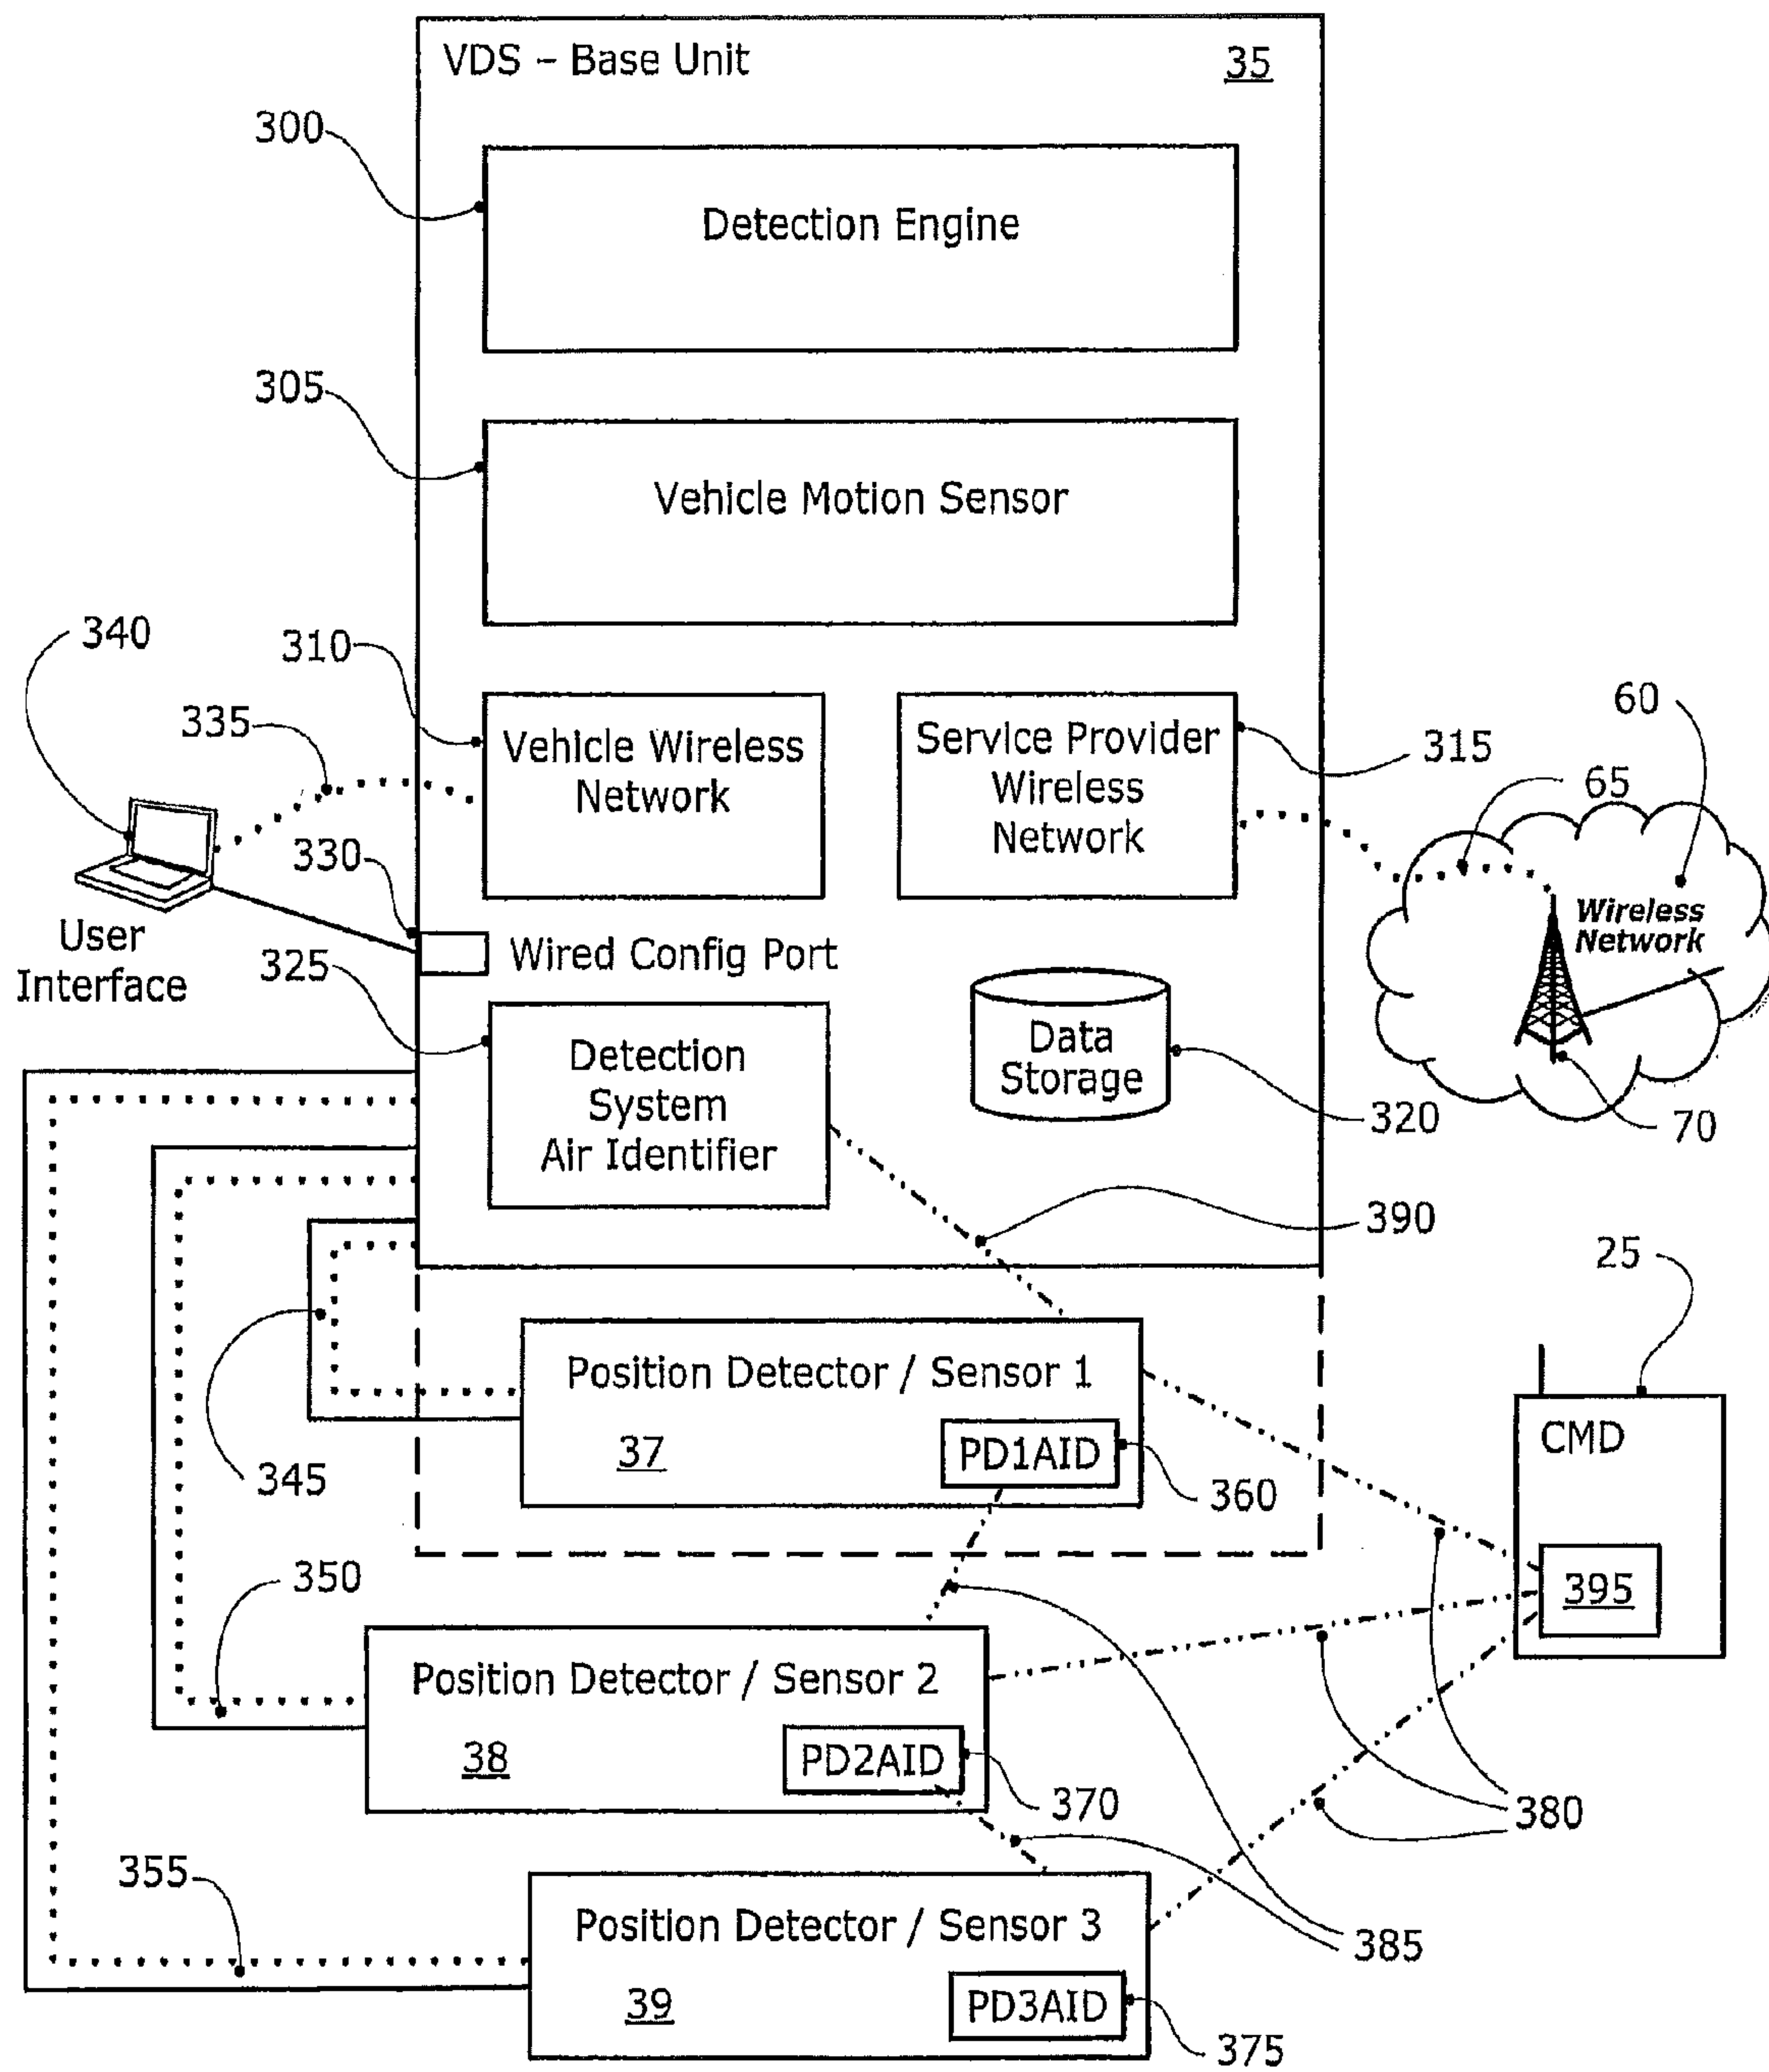 VDS – Base Unit
35
300
Detection Engine
305
Vehicle Motion Sensor
340
310
335
Vehicle Wireless
Network
Service Provider
Wireless
Network
315
60
65
330
User
Interface
Wired Config Port
Wireless
Network
325
Detection
System
Air Identifier
Data
Storage
320
70
390
25
Position Detector / Sensor 1
37
PD1AID
360
CMD
345
395
350
Position Detector / Sensor 2
38
PD2AID
370
380
355
Position Detector / Sensor 3
39
PD3AID
385
375